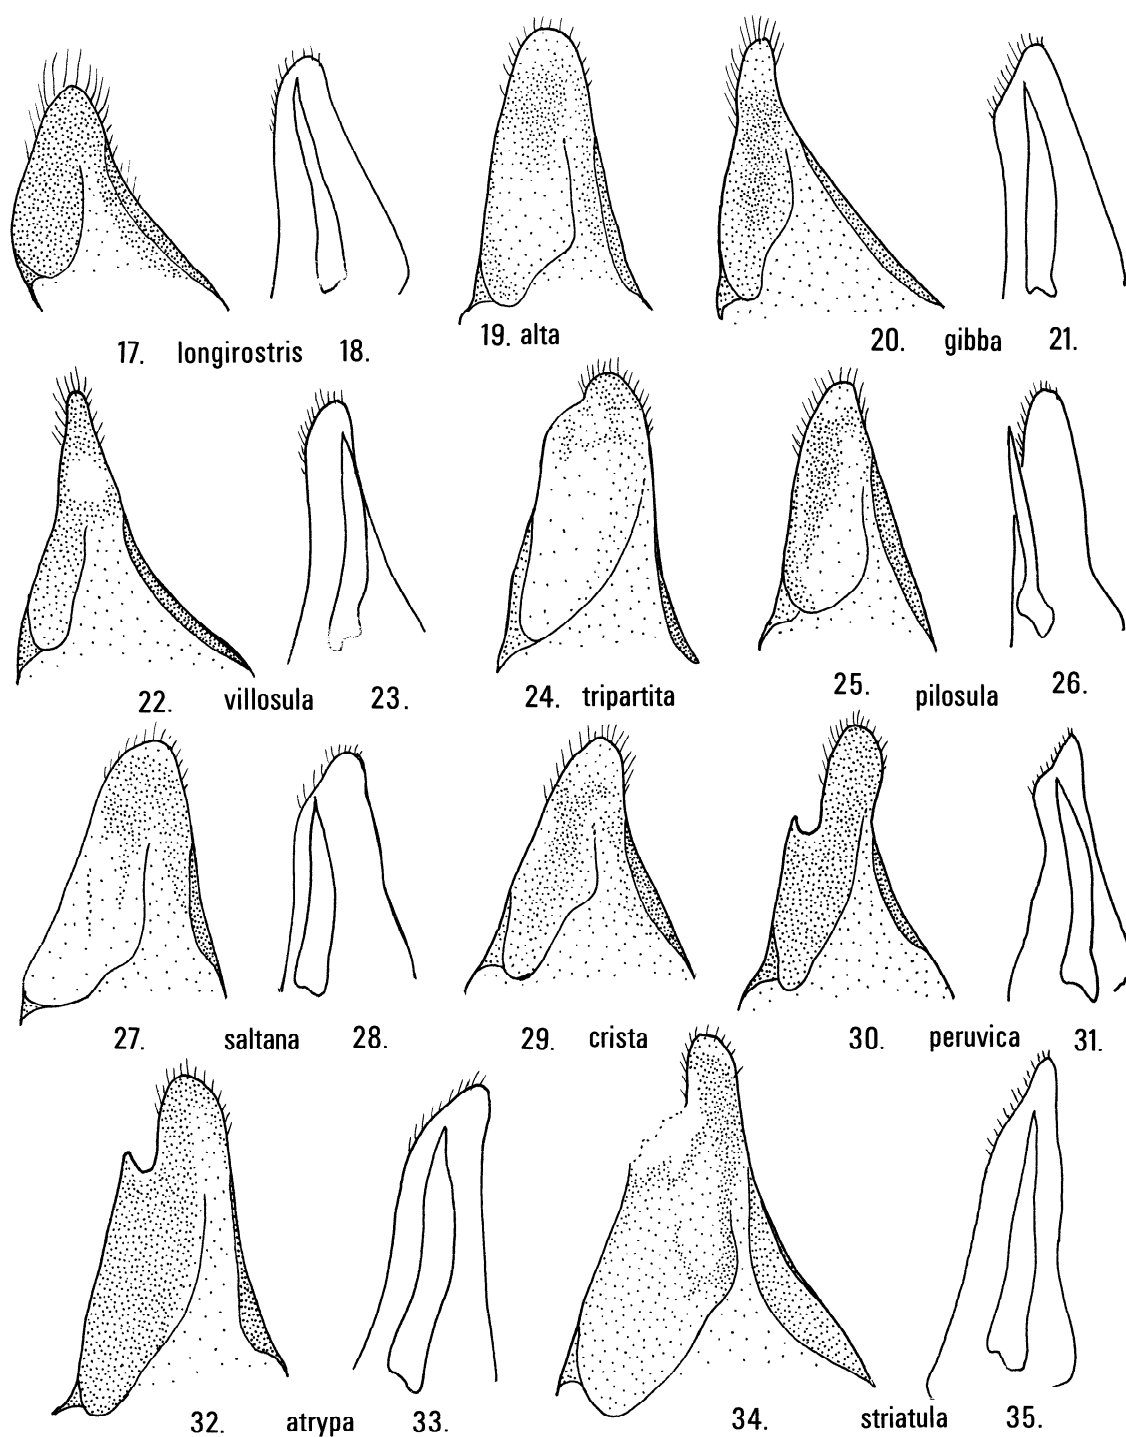 17. longirostris 18.
19. alta
20. gibba 21.
22. villosula 23.
24. tripartita
25. pilosula 26.
27. saltana 28.
29. crista
30. peruvica 31.
32. atrypa 33.
34. striatula 35.